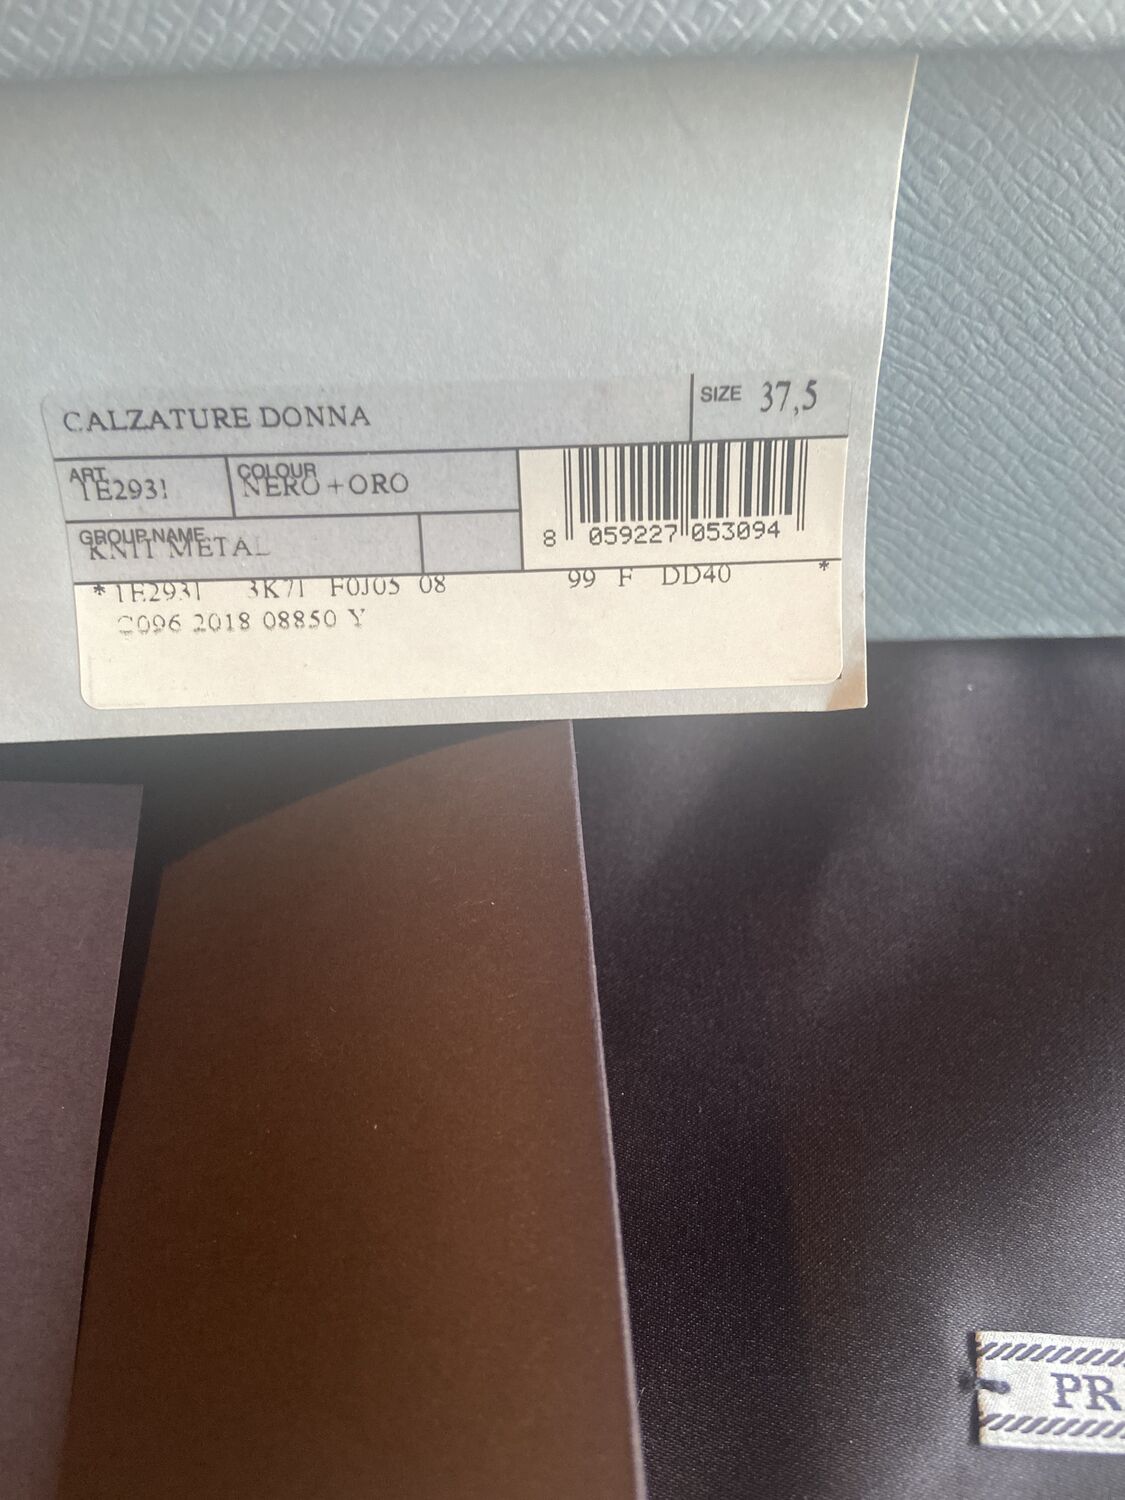 CALZATURE DONNA
SIZE 37,5
ART.
1E2931
COLOUR
NERO+ORO
GROUP NAME
KNIT METAL
8 059227 053094
*1E2931 3K71 F0J05 08 99 F DD40 *
C096 2018 08850 Y
PR